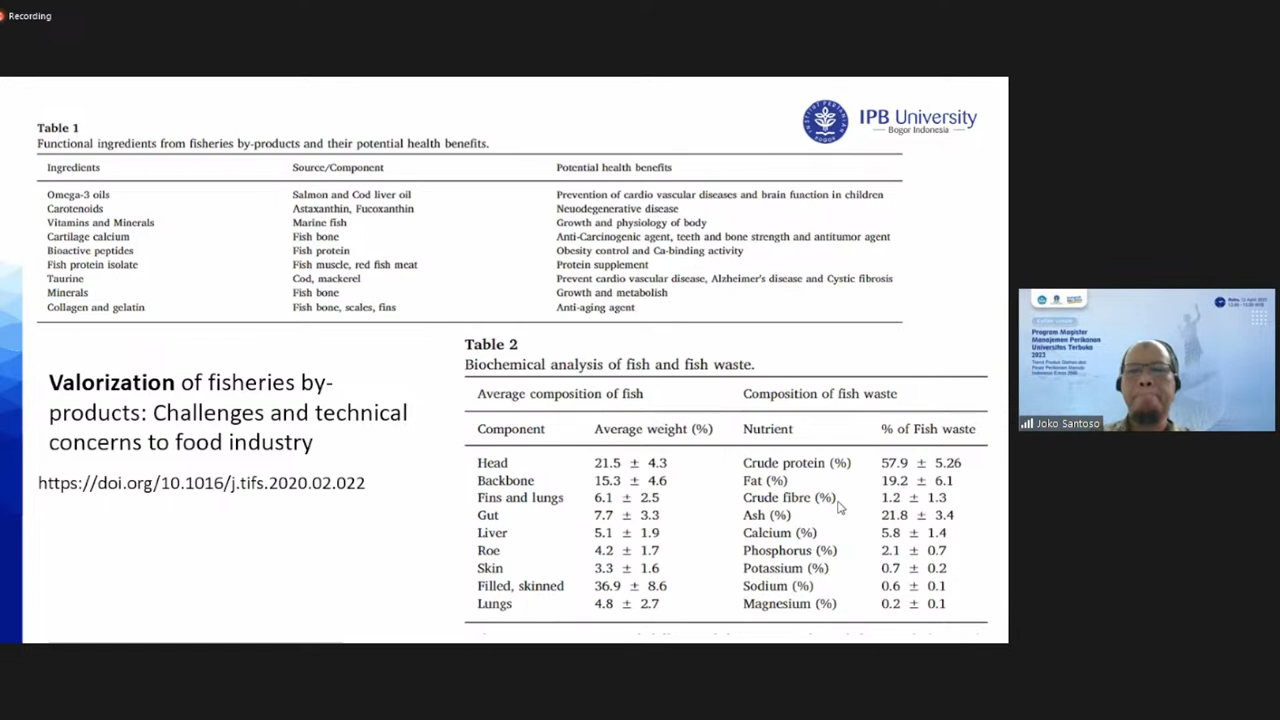 Recording
IPB University
Bogor Indonesia
Table 1
Functional ingredients from fisheries by-products and their potential health benefits.
Ingredients Source/Component Potential health benefits
Omega-3 oils Salmon and Cod liver oil Prevention of cardio vascular diseases and brain function in children
Carotenoids Astaxanthin, Fucoxanthin Neuodegenerative disease
Vitamins and Minerals Marine fish Growth and physiology of body
Cartilage calcium Fish bone Anti-Carcinogenic agent, teeth and bone strength and antitumor agent
Bioactive peptides Fish protein Obesity control and Ca-binding activity
Fish protein isolate Fish muscle, red fish meat Protein supplement
Taurine Cod, mackerel Prevent cardio vascular disease, Alzheimer's disease and Cystic fibrosis
Minerals Fish bone Growth and metabolish
Collagen and gelatin Fish bone, scales, fins Anti-aging agent
Valorization of fisheries by-
products: Challenges and technical
concerns to food industry
https://doi.org/10.1016/j.tifs.2020.02.022
Table 2
Biochemical analysis of fish and fish waste.
Average composition of fish Composition of fish waste
Component Average weight (%) Nutrient % of Fish waste
Head 21.5 ± 4.3 Crude protein (%) 57.9 ± 5.26
Backbone 15.3 ± 4.6 Fat (%) 19.2 ± 6.1
Fins and lungs 6.1 ± 2.5 Crude fibre (%) 1.2 ± 1.3
Gut 7.7 ± 3.3 Ash (%) 21.8 ± 3.4
Liver 5.1 ± 1.9 Calcium (%) 5.8 ± 1.4
Roe 4.2 ± 1.7 Phosphorus (%) 2.1 ± 0.7
Skin 3.3 ± 1.6 Potassium (%) 0.7 ± 0.2
Filled, skinned 36.9 ± 8.6 Sodium (%) 0.6 ± 0.1
Lungs 4.8 ± 2.7 Magnesium (%) 0.2 ± 0.1
Program Magister
Manajemen Perikanan
Universitas Terbuka
2023
Joko Santoso